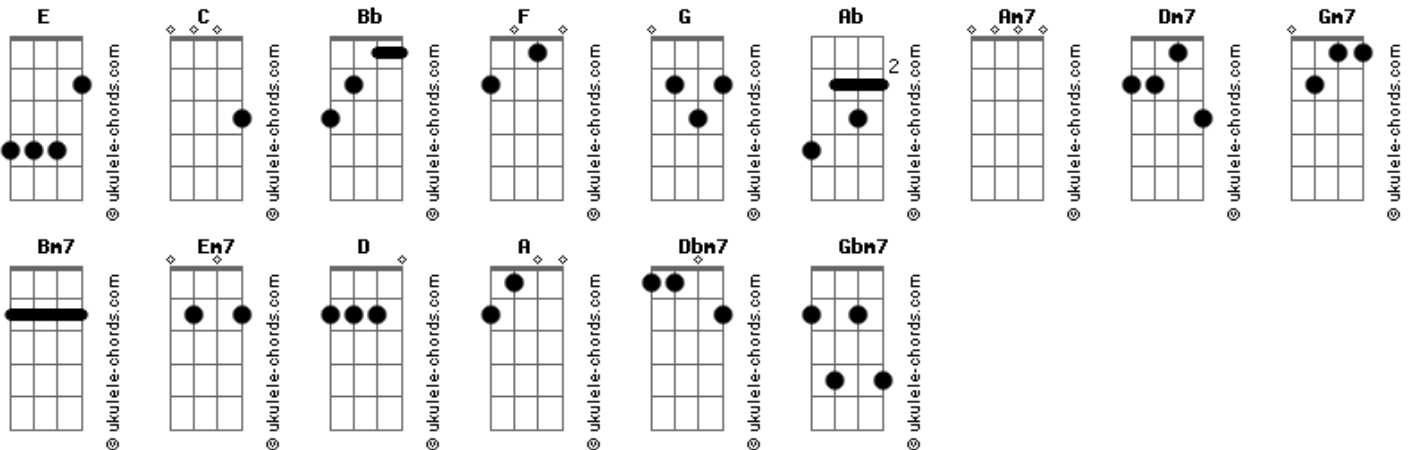 E C Bb F G Ab Am7 Dm7 Gm7
2
© ukulele-chords.com © ukulele-chords.com © ukulele-chords.com © ukulele-chords.com © ukulele-chords.com © ukulele-chords.com © ukulele-chords.com © ukulele-chords.com © ukulele-chords.com
Bm7 Em7 D A Dbm7 Gbm7
© ukulele-chords.com © ukulele-chords.com © ukulele-chords.com © ukulele-chords.com © ukulele-chords.com © ukulele-chords.com